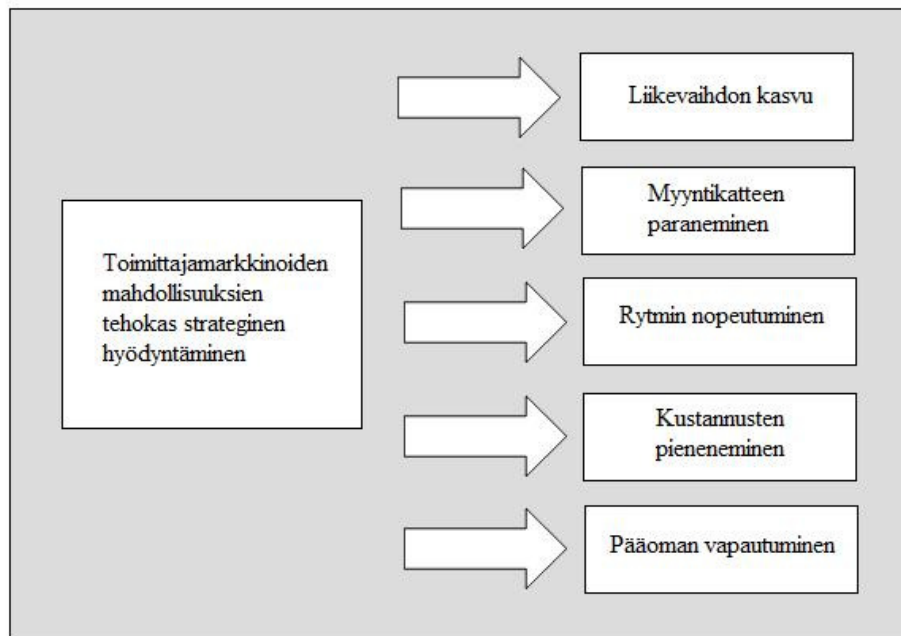 Toimittajamarkkinoiden
mahdollisuuksien
tehokas strateginen
hyödyntäminen
Liikevaihdon kasvu
Myyntikatteen
paraneminen
Rytmin nopeutuminen
Kustannusten
pieneneminen
Pääoman vapautuminen